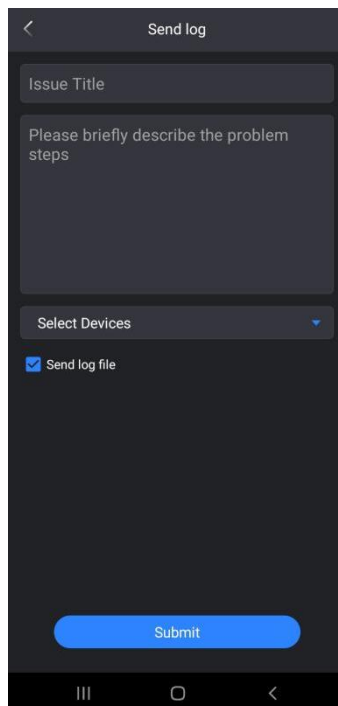 Send log
Issue Title
Please briefly describe the problem
steps
Select Devices
Send log file
Submit